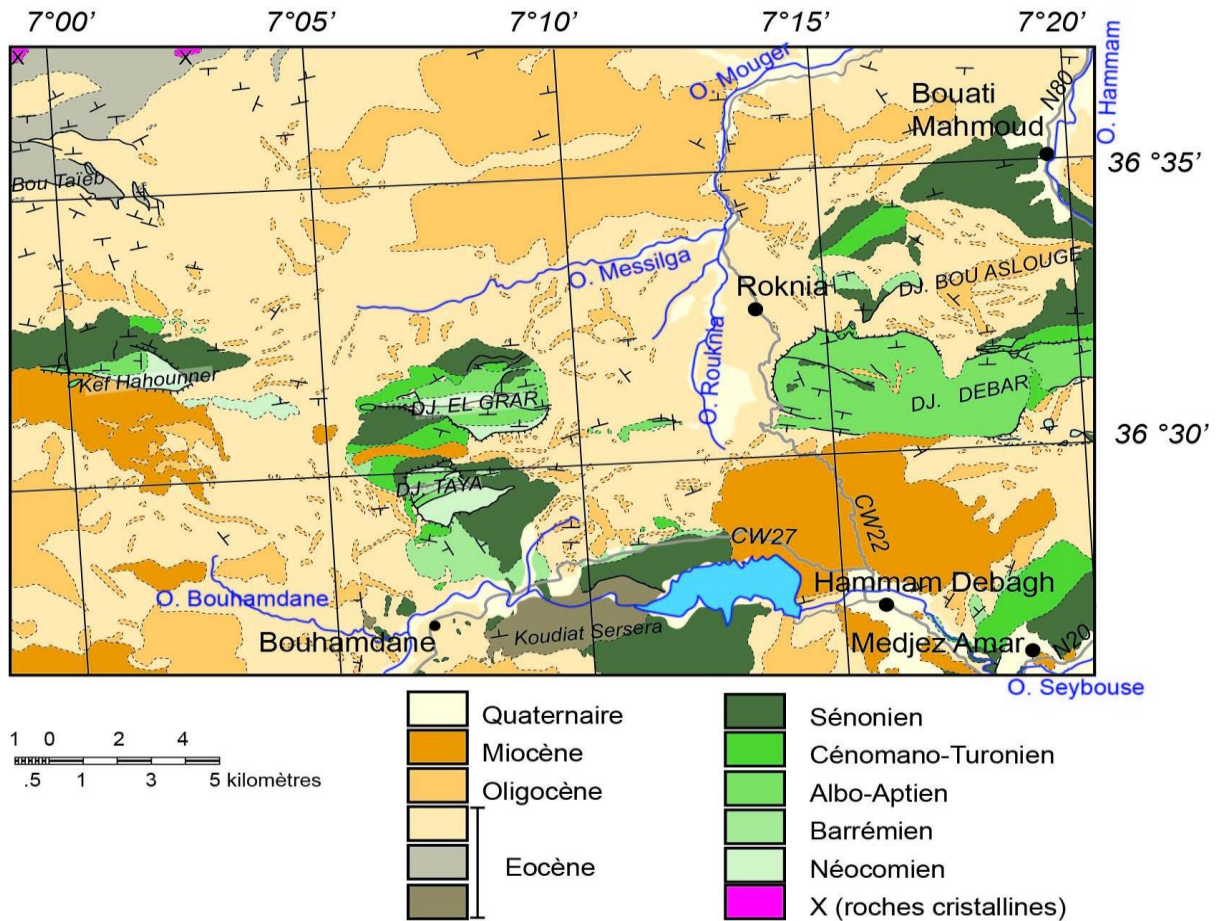 7°00’ 7°05’ 7°10’ 7°15’ 7°20’
X X
O. Mouger
N80
O. Hammam
Bouati
Mahmoud
36 °35’
Bou Taïeb
O. Messilga
DJ. BOU ASLOUGE
Roknia
O. Rouknia
Kef Hahounner
DJ. EL GRAR
DJ. DEBAR
36 °30’
DJ. TAYA
CW27
CW22
O. Bouhamdane
Hammam Debagh
Bouhamdane
Koudiat Sersera
Medjez Amar
N20
O. Seybouse
1 0 2 4
.5 1 3 5 kilomètres
Quaternaire
Miocène
Oligocène
Eocène
Sénonien
Cénomano-Turonien
Albo-Aptien
Barrémien
Néocomien
X (roches cristallines)